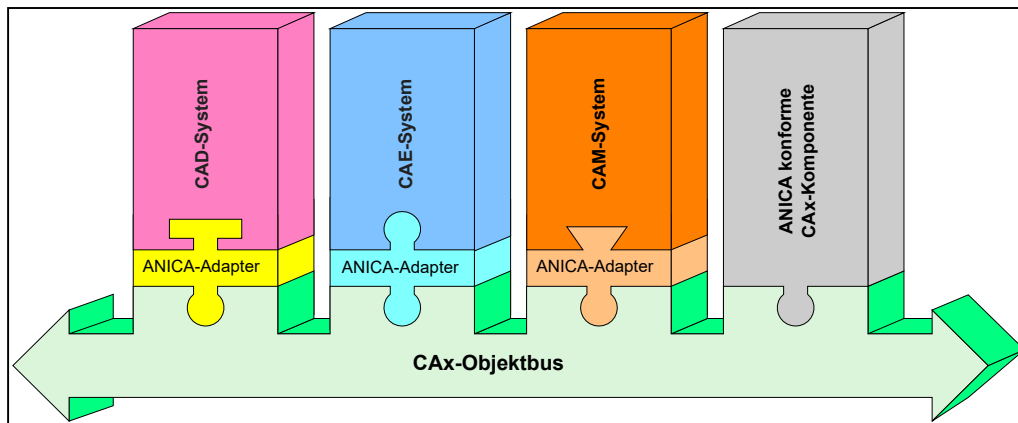 CAD-System
CAE-System
CAM-System
ANICA konforme
CAx-Komponente
ANICA-Adapter
ANICA-Adapter
ANICA-Adapter
CAx-Objektbus